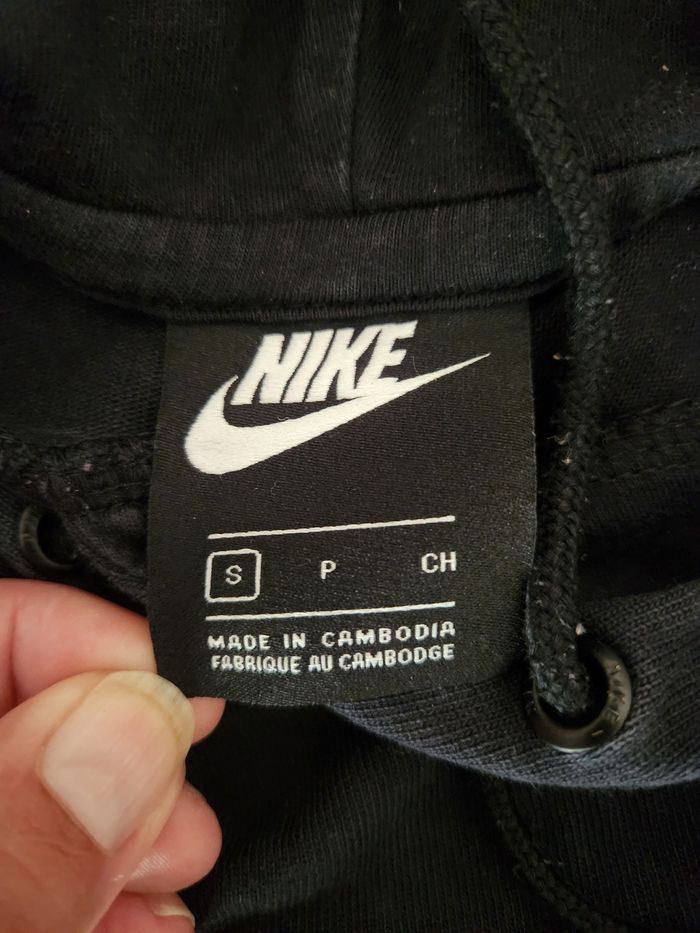 NIKE
S P CH
MADE IN CAMBODIA
FABRIQUE AU CAMBODGE